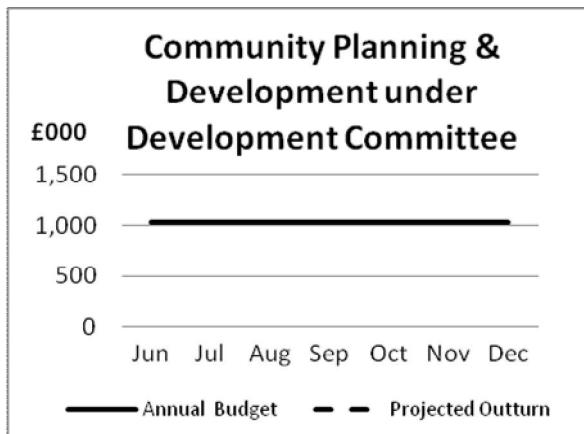 Community Planning &
Development under
Development Committee
£000
1,500
1,000
500
0
Jun Jul Aug Sep Oct Nov Dec
Annual Budget Projected Outturn